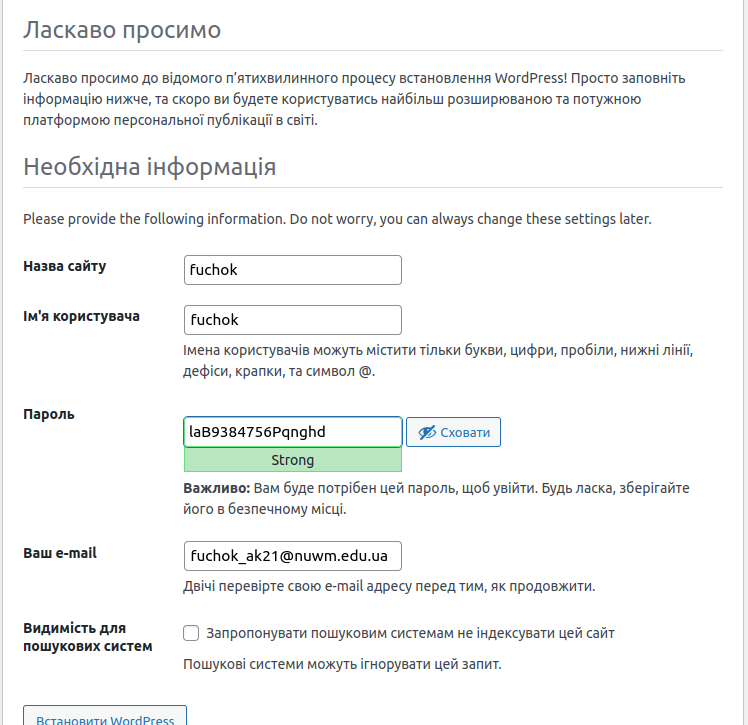 Ласкаво просимо
Ласкаво просимо до відомого п’ятихвилинного процесу встановлення WordPress! Просто заповніть
інформацію нижче, та скоро ви будете користуватись найбільш розширюваною та потужною
платформою персональної публікації в світі.
Необхідна інформація
Please provide the following information. Do not worry, you can always change these settings later.
Назва сайту
fuchok
Ім'я користувача
fuchok
Імена користувачів можуть містити тільки букви, цифри, пробіли, нижні лінії,
дефіси, крапки, та символ @.
Пароль
laB9384756Pqnghd
Сховати
Strong
Важливо: Вам буде потрібен цей пароль, щоб увійти. Будь ласка, зберігайте
його в безпечному місці.
Ваш e-mail
fuchok_ak21@nuwm.edu.ua
Двічі перевірте свою e-mail адресу перед тим, як продовжити.
Видимість для
пошукових систем
Запропонувати пошуковим системам не індексувати цей сайт
Пошукові системи можуть ігнорувати цей запит.
Встановити WordPress